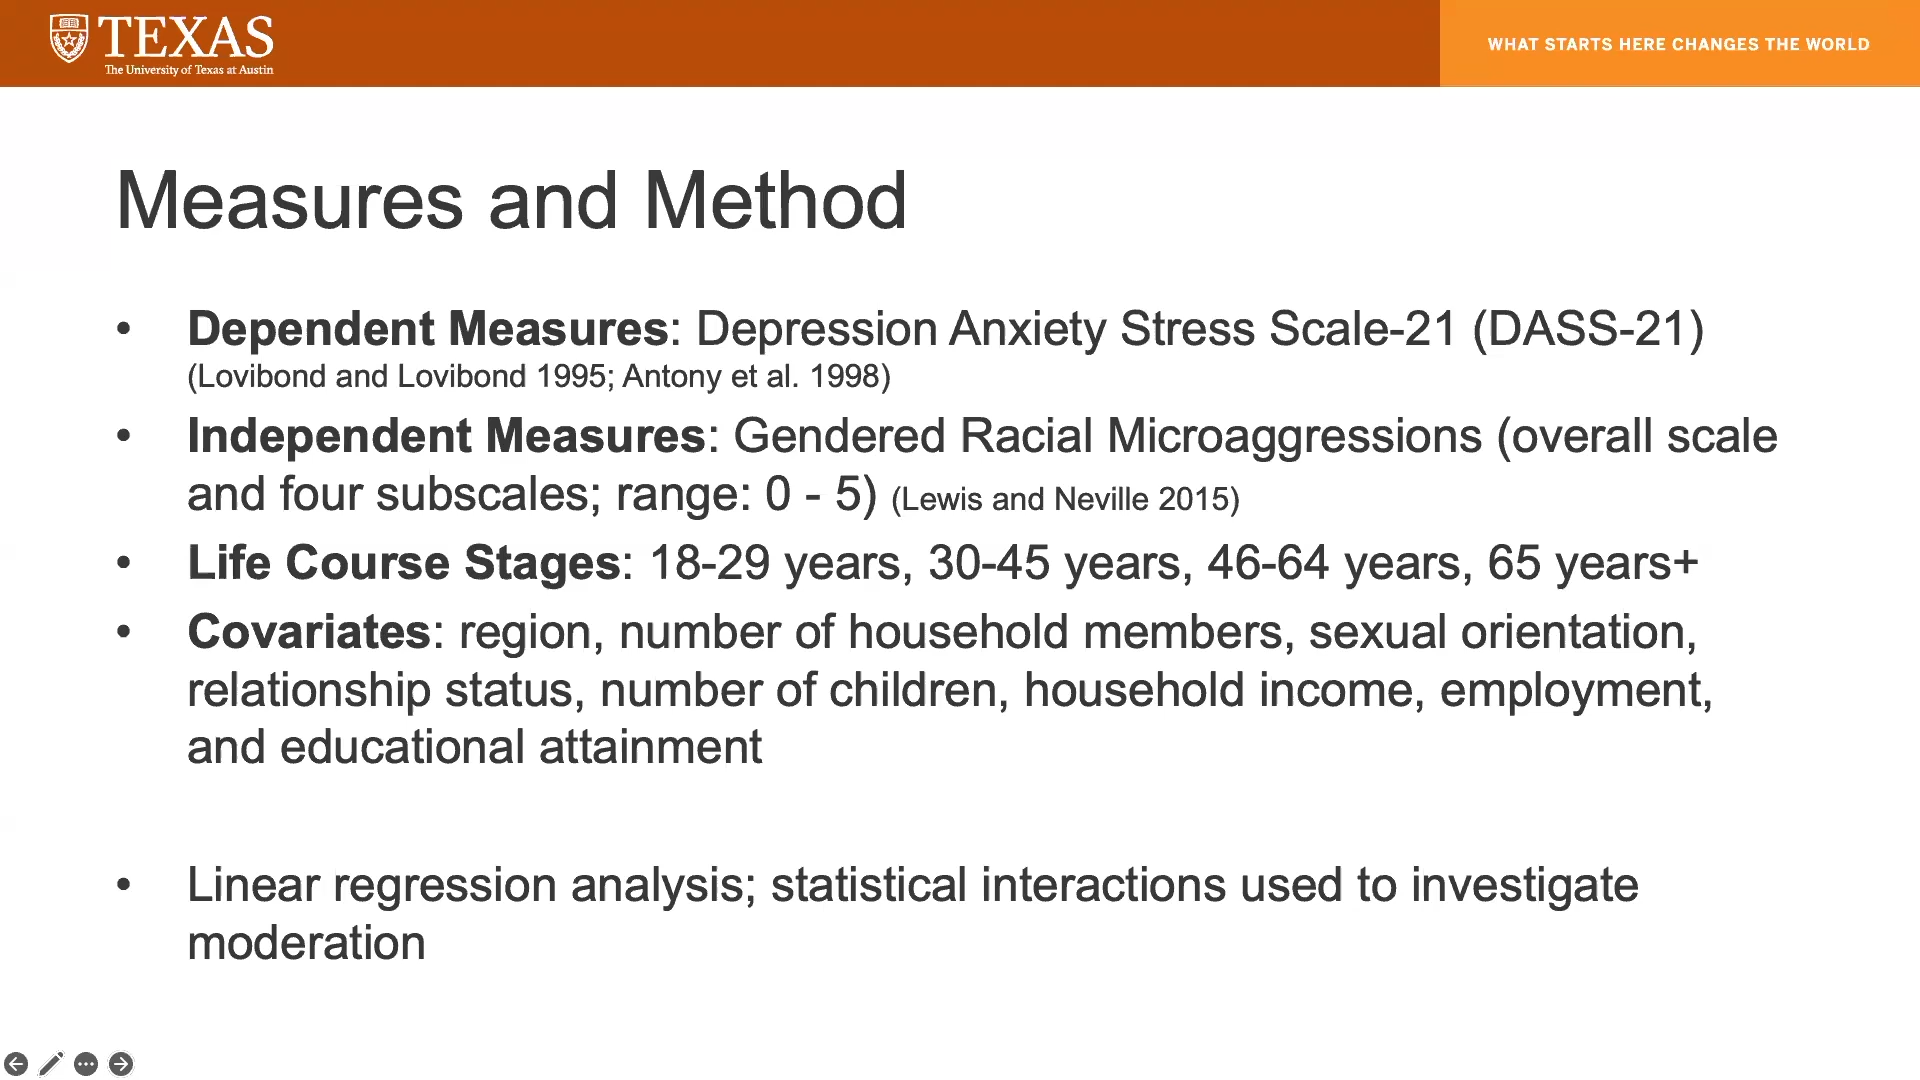 TEXAS
The University of Texas at Austin
WHAT STARTS HERE CHANGES THE WORLD
Measures and Method
• Dependent Measures: Depression Anxiety Stress Scale-21 (DASS-21)
(Lovibond and Lovibond 1995; Antony et al. 1998)
• Independent Measures: Gendered Racial Microaggressions (overall scale
and four subscales; range: 0 - 5) (Lewis and Neville 2015)
• Life Course Stages: 18-29 years, 30-45 years, 46-64 years, 65 years+
• Covariates: region, number of household members, sexual orientation,
relationship status, number of children, household income, employment,
and educational attainment
• Linear regression analysis; statistical interactions used to investigate
moderation